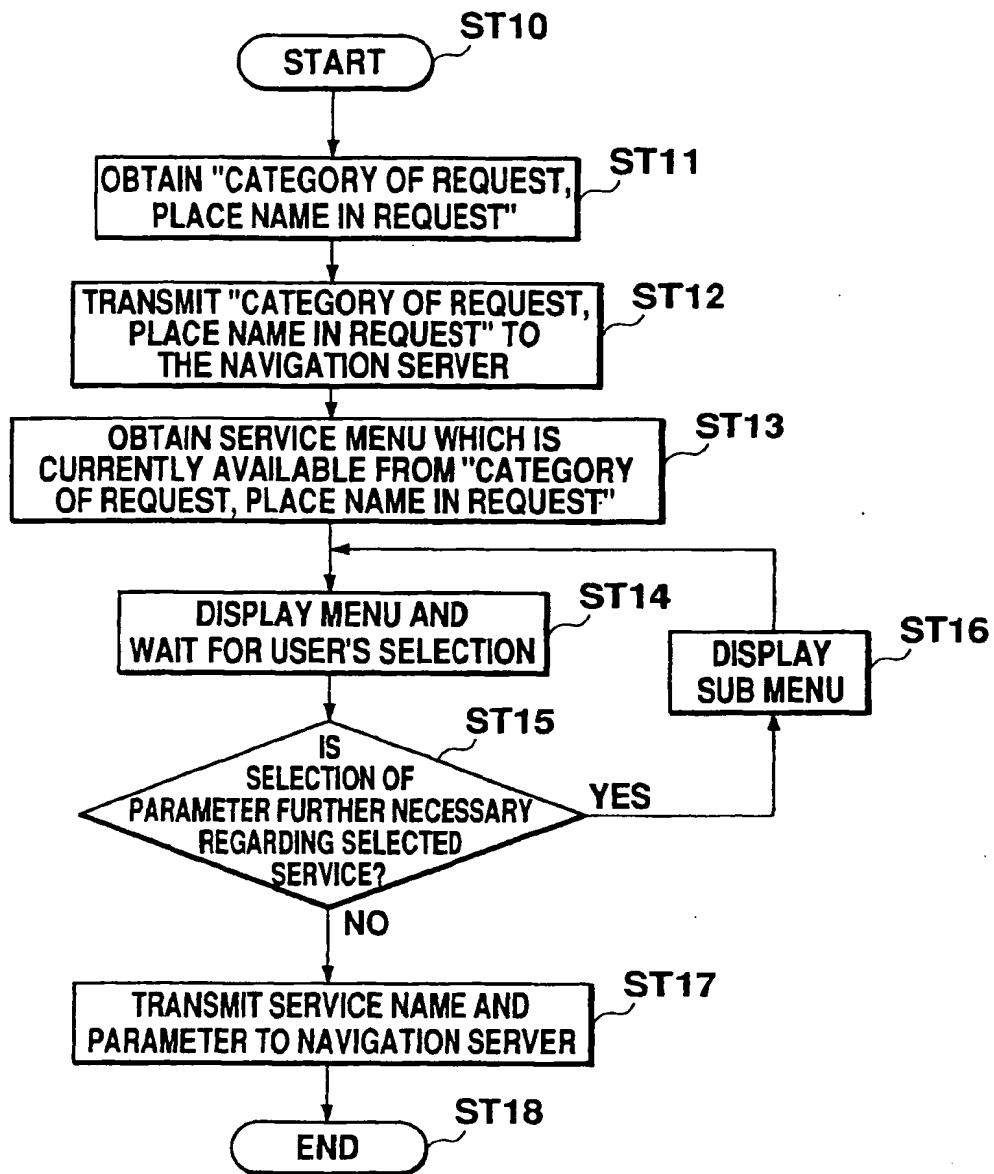 ST10
START
ST11
OBTAIN "CATEGORY OF REQUEST,
PLACE NAME IN REQUEST"
ST12
TRANSMIT "CATEGORY OF REQUEST,
PLACE NAME IN REQUEST" TO
THE NAVIGATION SERVER
ST13
OBTAIN SERVICE MENU WHICH IS
CURRENTLY AVAILABLE FROM "CATEGORY
OF REQUEST, PLACE NAME IN REQUEST"
ST14
DISPLAY MENU AND
WAIT FOR USER'S SELECTION
ST16
DISPLAY
SUB MENU
ST15
IS
SELECTION OF
PARAMETER FURTHER NECESSARY
REGARDING SELECTED
SERVICE?
YES
NO
ST17
TRANSMIT SERVICE NAME AND
PARAMETER TO NAVIGATION SERVER
ST18
END